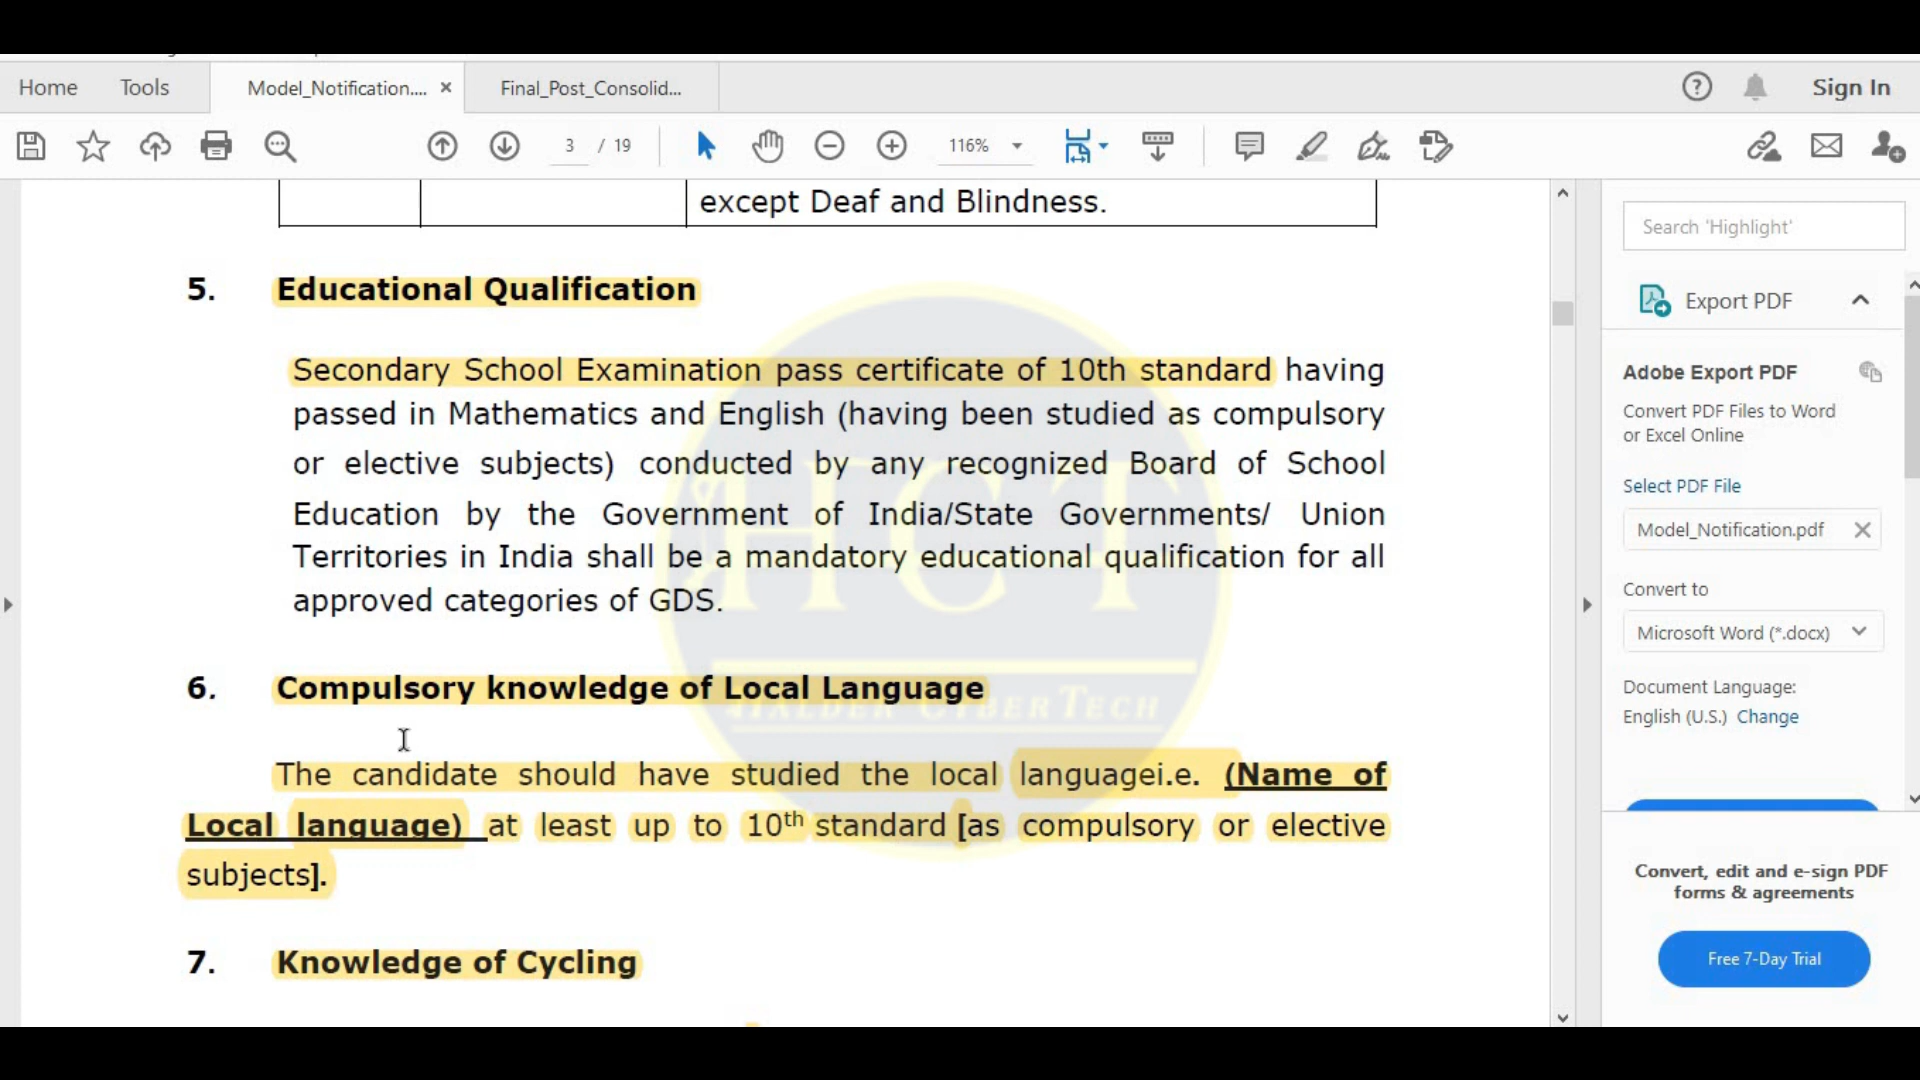 Home
Tools
Model_Notification....
Final_Post_Consolid...
Sign In
3 / 19
116%
except Deaf and Blindness.
5. Educational Qualification
Secondary School Examination pass certificate of 10th standard having
passed in Mathematics and English (having been studied as compulsory
or elective subjects) conducted by any recognized Board of School
Education by the Government of India/State Governments/ Union
Territories in India shall be a mandatory educational qualification for all
approved categories of GDS.
6. Compulsory knowledge of Local Language
The candidate should have studied the local languagei.e. (Name of
Local language) at least up to 10th standard [as compulsory or elective
subjects].
7. Knowledge of Cycling
HCT
HALDER CYBERTECH
Search 'Highlight'
Export PDF
Adobe Export PDF
Convert PDF Files to Word
or Excel Online
Select PDF File
Model_Notification.pdf
Convert to
Microsoft Word (*.docx)
Document Language:
English (U.S.) Change
Convert, edit and e-sign PDF
forms & agreements
Free 7-Day Trial